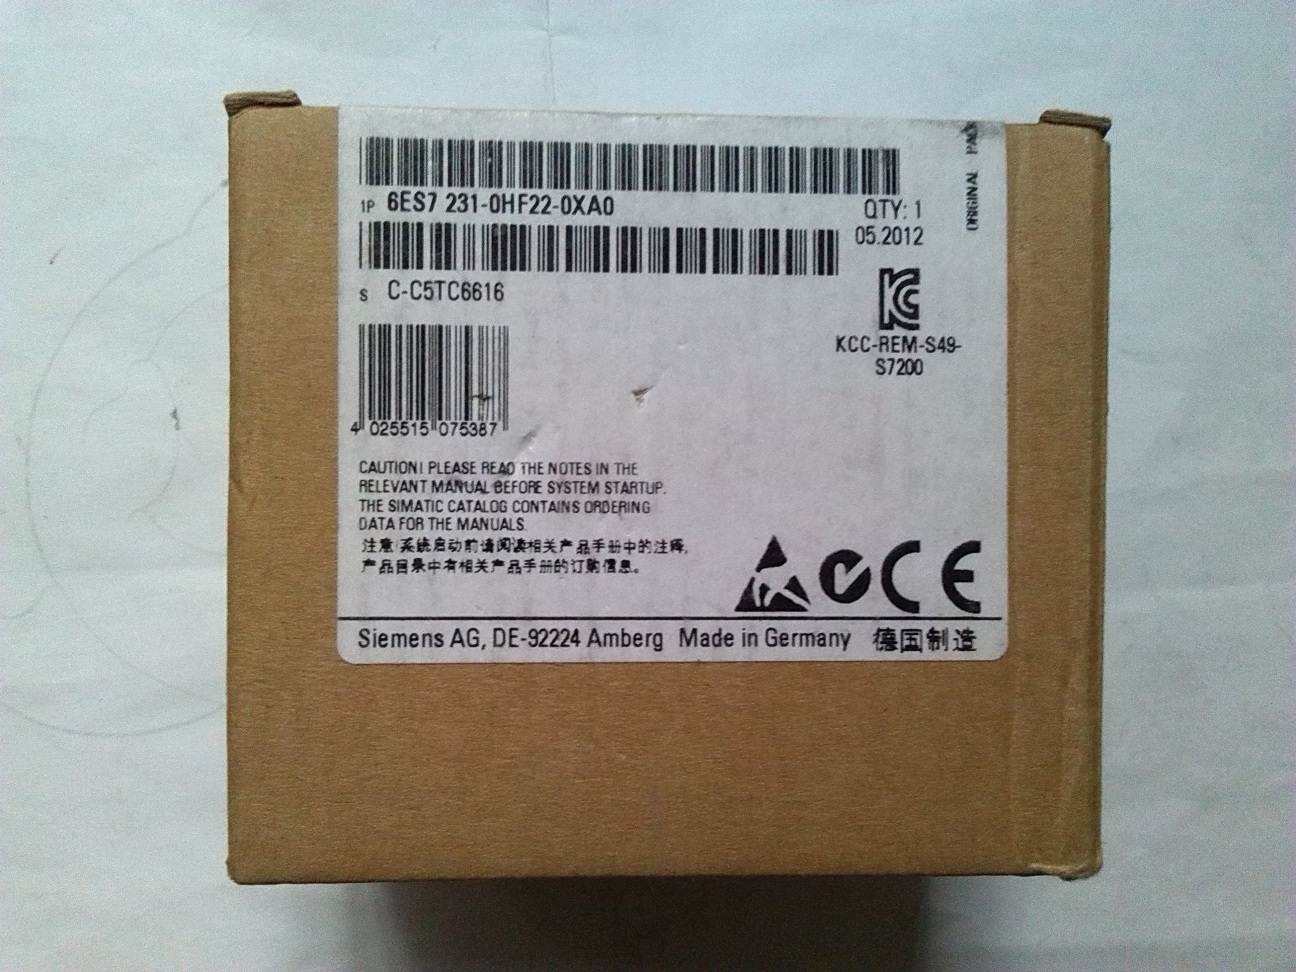 1P 6ES7 231-0HF22-0XA0
QTY: 1
05.2012
ORIGINAL
S C-C5TC6616
KCC-REM-S49-
S7200
4 025515 075387
CAUTION! PLEASE READ THE NOTES IN THE
RELEVANT MANUAL BEFORE SYSTEM STARTUP.
THE SIMATIC CATALOG CONTAINS ORDERING
DATA FOR THE MANUALS.
注意:系统启动前请阅读相关产品手册中的注释,
产品目录中有相关产品手册的订购信息。
CE
Siemens AG, DE-92224 Amberg Made in Germany 德国制造